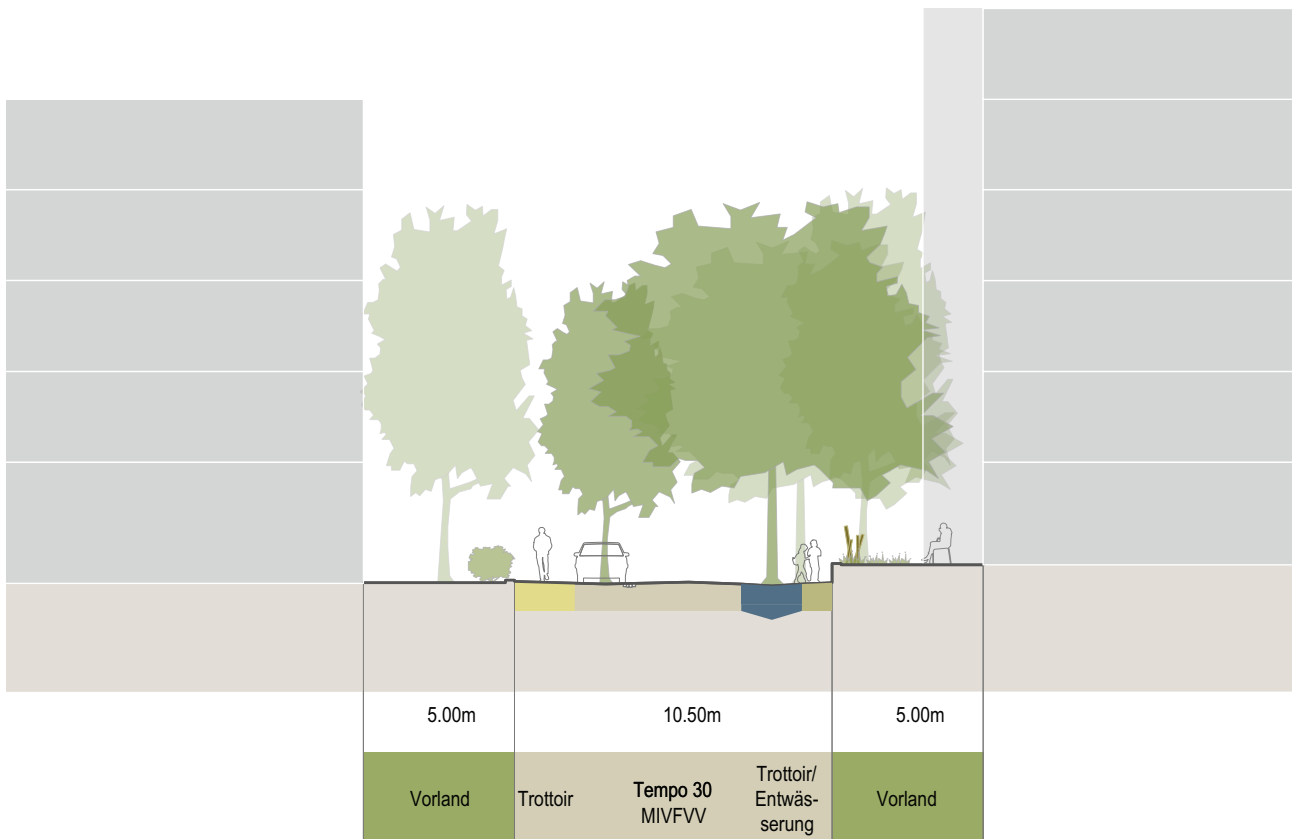 5.00m
10.50m
5.00m
Vorland
Trottoir
Tempo 30
MIVFVV
Trottoir/
Entwäs-
serung
Vorland